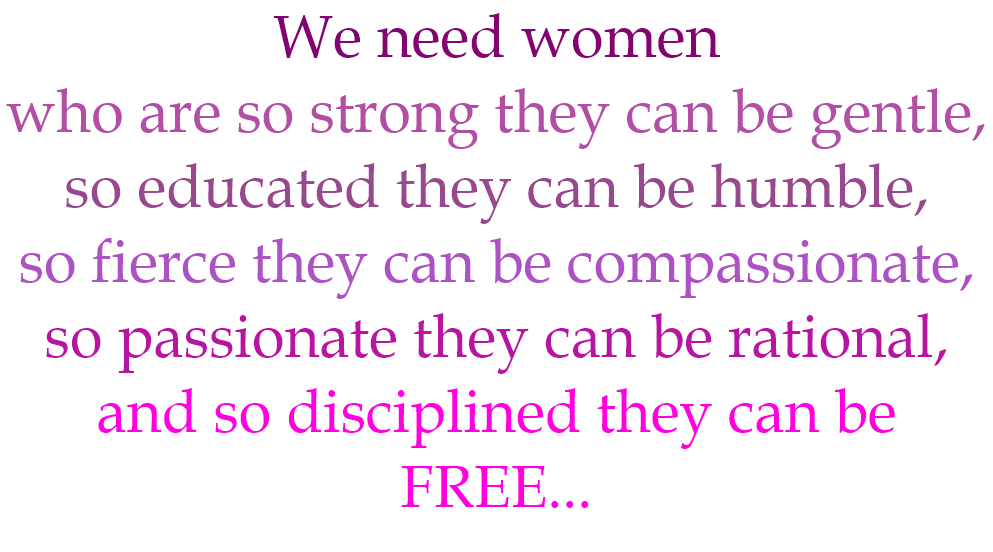 We need women
who are so strong they can be gentle,
so educated they can be humble,
so fierce they can be compassionate,
so passionate they can be rational,
and so disciplined they can be
FREE...